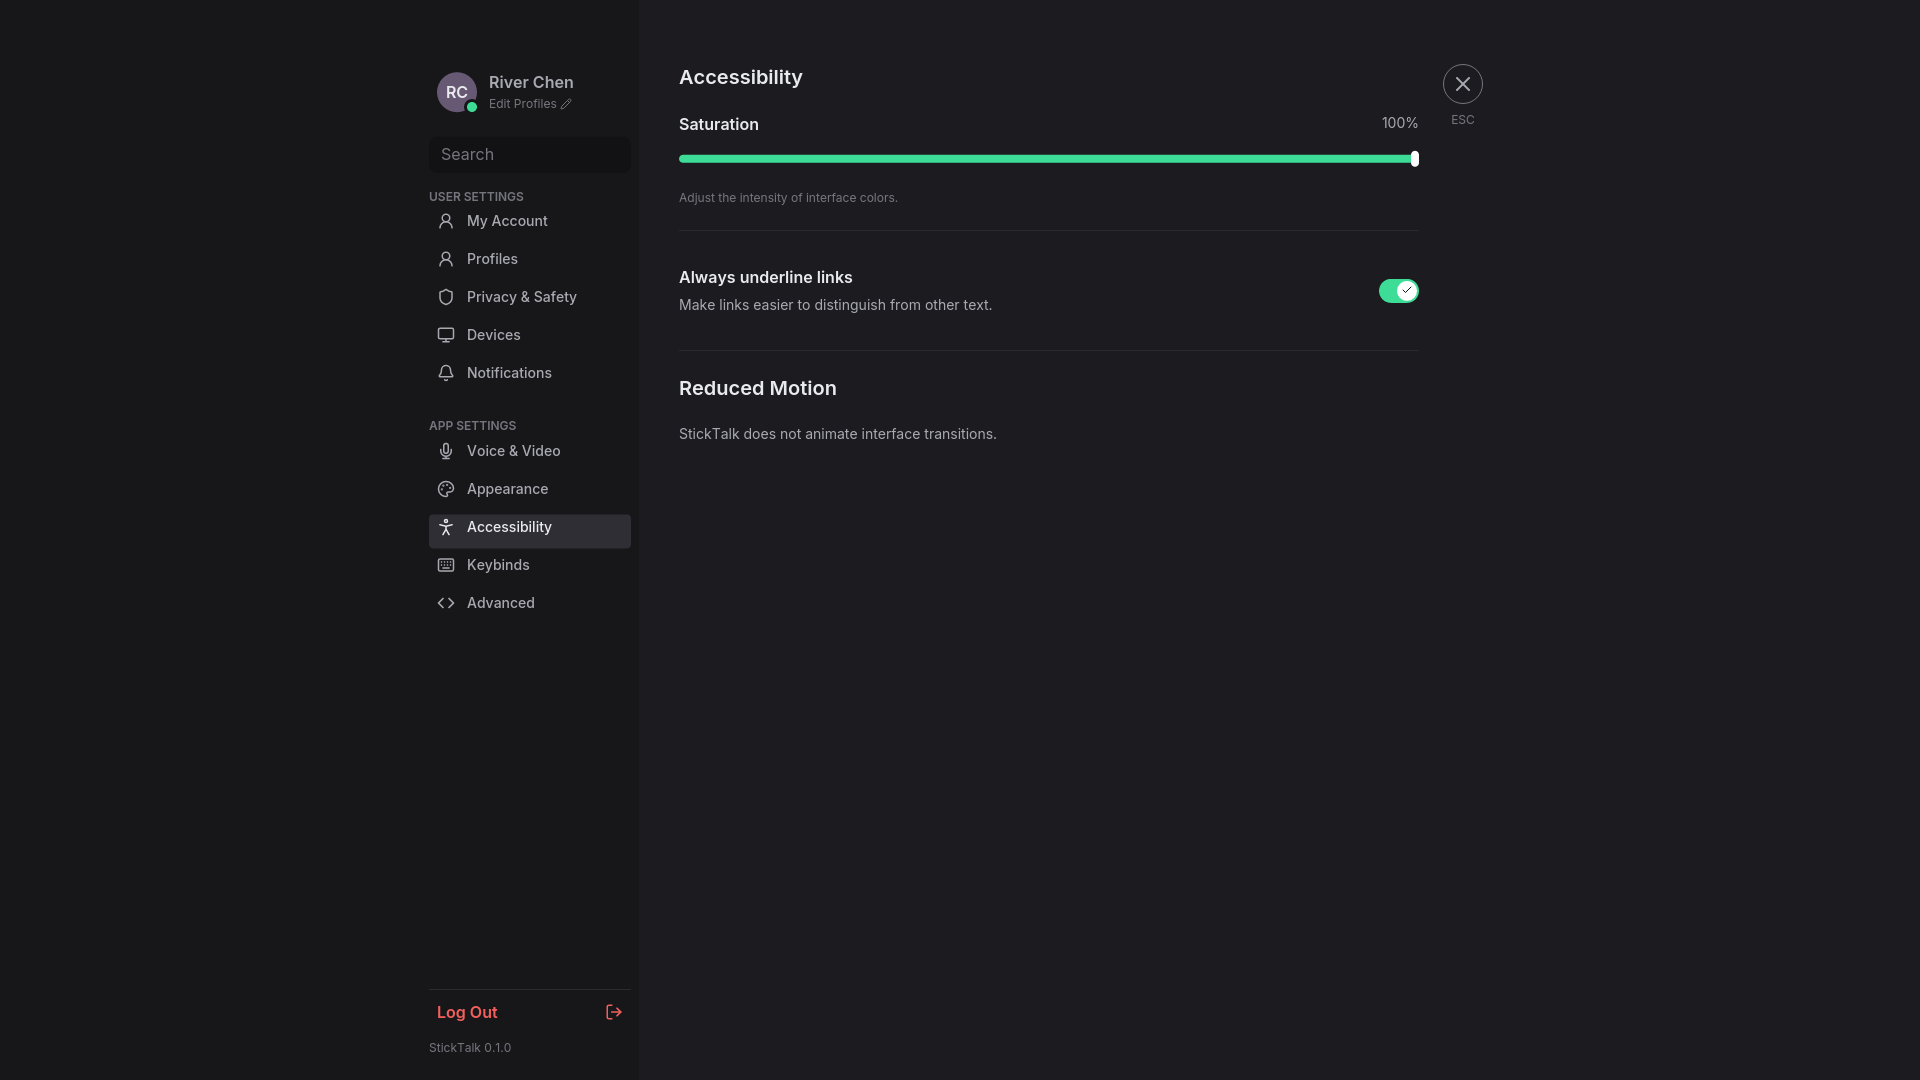 RC
River Chen
Edit Profiles
Search
USER SETTINGS
My Account
Profiles
Privacy & Safety
Devices
Notifications
APP SETTINGS
Voice & Video
Appearance
Accessibility
Keybinds
Advanced
Log Out
StickTalk 0.1.0
Accessibility
Saturation
100%
Adjust the intensity of interface colors.
Always underline links
Make links easier to distinguish from other text.
Reduced Motion
StickTalk does not animate interface transitions.
ESC